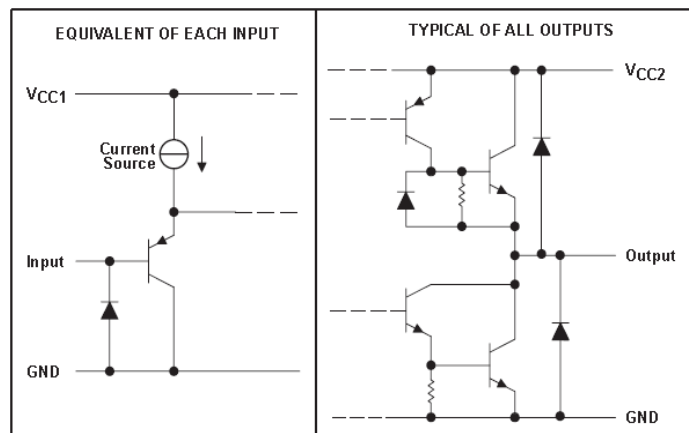 EQUIVALENT OF EACH INPUT
VCC1
Current
Source
Input
GND
TYPICAL OF ALL OUTPUTS
VCC2
Output
GND